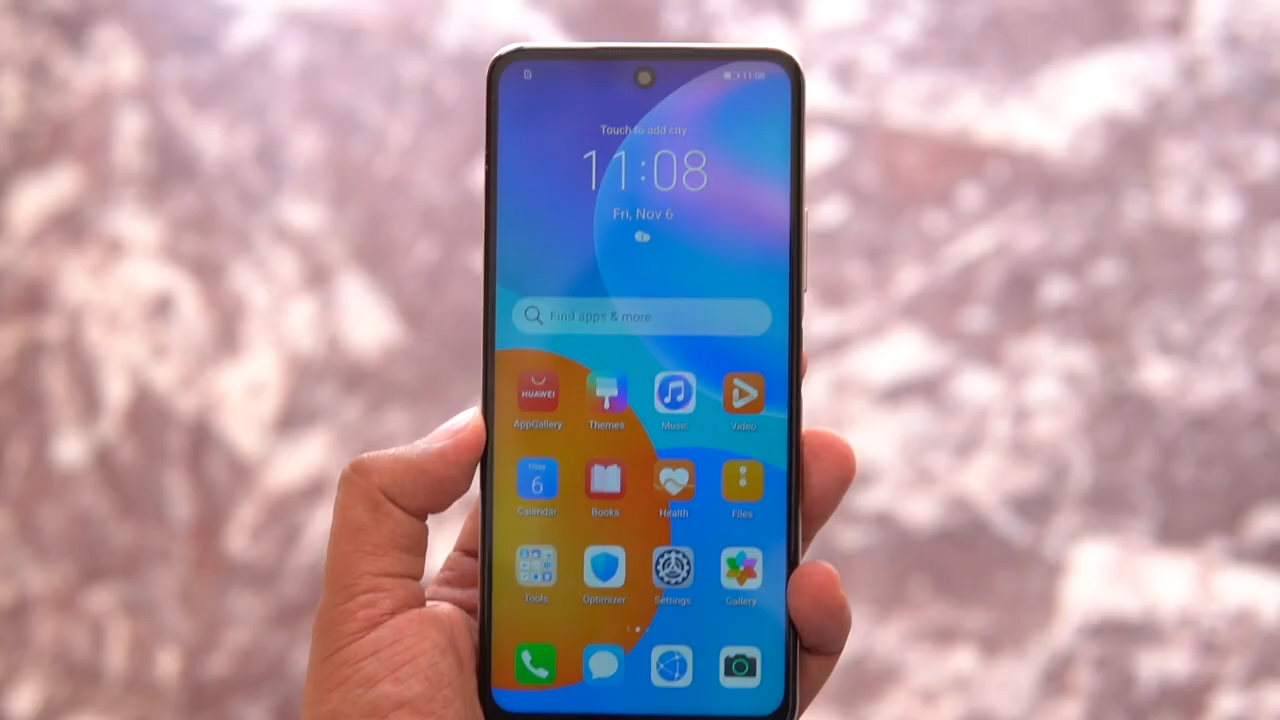 11:08
Touch to add city
11:08
Fri, Nov 6
Find apps & more
HUAWEI
AppGallery Themes Music Video
6
Calendar Books Health Files
Tools Optimizer Settings Gallery